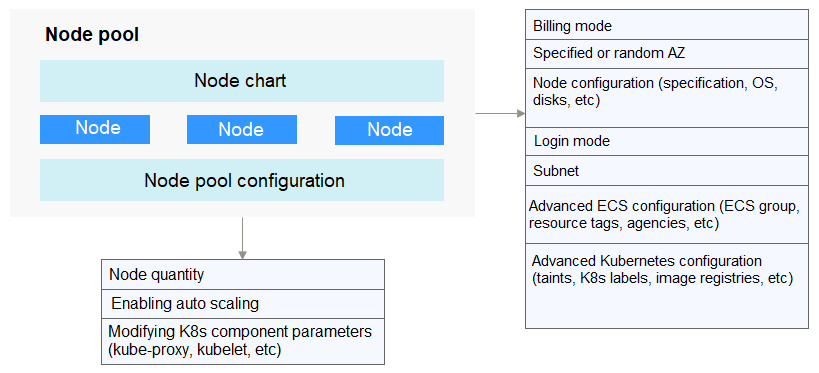 Node pool
Node chart
Node
Node
Node
Node pool configuration
Billing mode
Specified or random AZ
Node configuration (specification, OS,
disks, etc)
Login mode
Subnet
Advanced ECS configuration (ECS group,
resource tags, agencies, etc)
Advanced Kubernetes configuration
(taints, K8s labels, image registries, etc)
Node quantity
Enabling auto scaling
Modifying K8s component parameters
(kube-proxy, kubelet, etc)